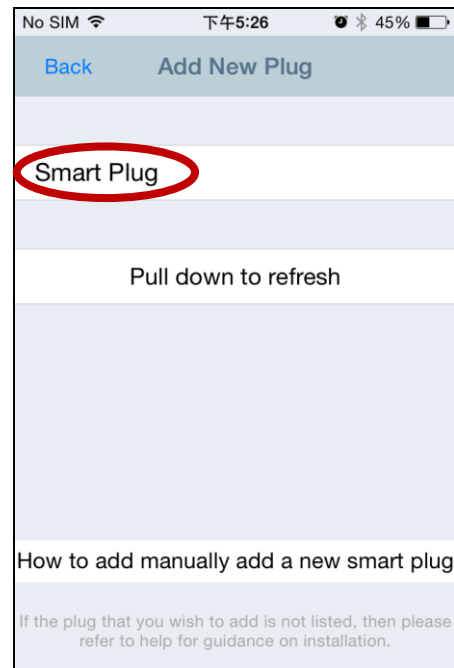 No SIM 下午5:26 45%
Back Add New Plug
Smart Plug
Pull down to refresh
How to add manually add a new smart plug
If the plug that you wish to add is not listed, then please
refer to help for guidance on installation.